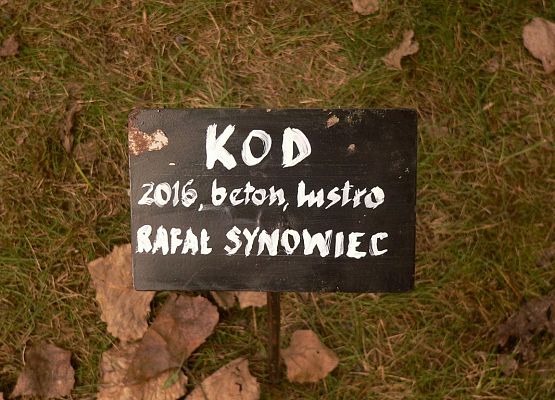 KOD
2016, beton, lustro
RAFAŁ SYNOWIEC